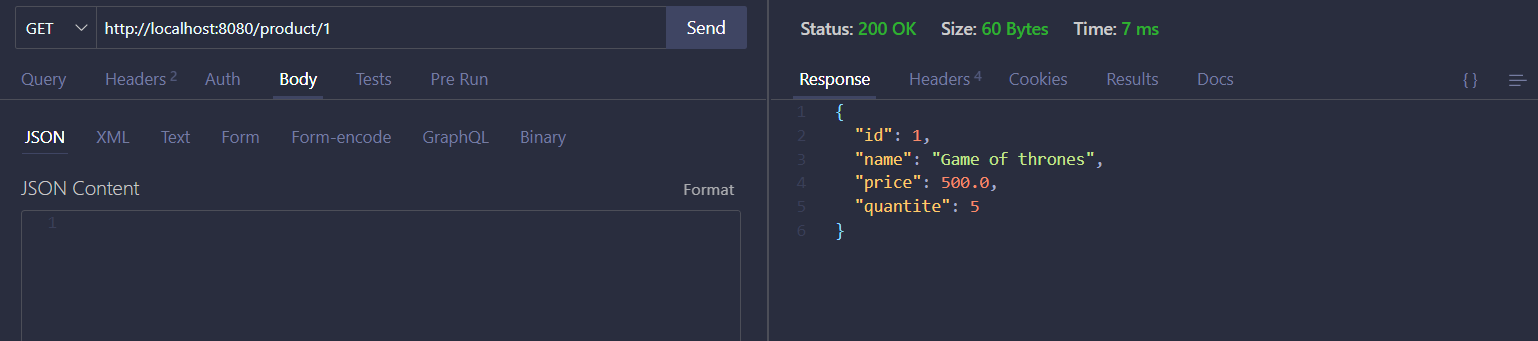 GET http://localhost:8080/product/1 Send
Query Headers 2 Auth Body Tests Pre Run
JSON XML Text Form Form-encode GraphQL Binary
JSON Content Format
1
Status: 200 OK Size: 60 Bytes Time: 7 ms
Response Headers 4 Cookies Results Docs { }
1 {
2 "id": 1,
3 "name": "Game of thrones",
4 "price": 500.0,
5 "quantite": 5
6 }